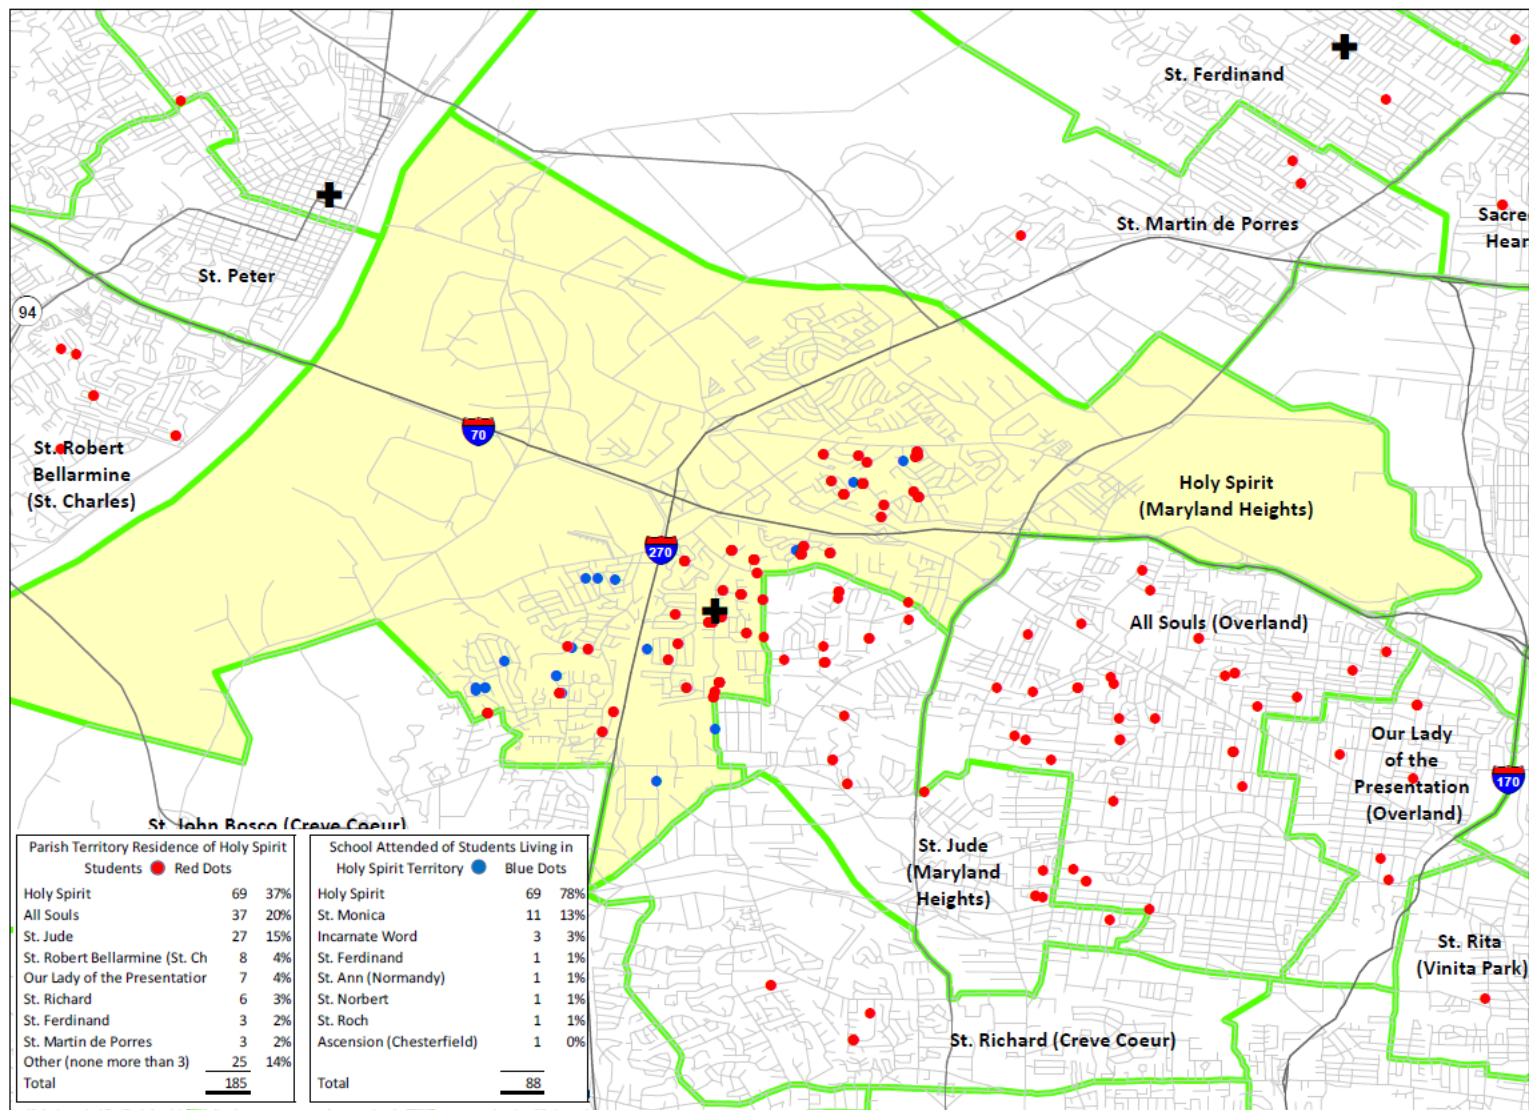 St. Ferdinand
St. Martin de Porres
Sacre
Hear
St. Peter
94
70
St. Robert
Bellarmine
(St. Charles)
Holy Spirit
(Maryland Heights)
270
All Souls (Overland)
Our Lady
of the
Presentation
(Overland)
170
St. John Bosco (Creve Coeur)
St. Jude
(Maryland
Heights)
St. Rita
(Vinita Park)
St. Richard (Creve Coeur)
Parish Territory Residence of Holy Spirit
Students Red Dots
Holy Spirit 69 37%
All Souls 37 20%
St. Jude 27 15%
St. Robert Bellarmine (St. Ch 8 4%
Our Lady of the Presentation 7 4%
St. Richard 6 3%
St. Ferdinand 3 2%
St. Martin de Porres 3 2%
Other (none more than 3) 25 14%
Total 185
School Attended of Students Living in
Holy Spirit Territory Blue Dots
Holy Spirit 69 78%
St. Monica 11 13%
Incarnate Word 3 3%
St. Ferdinand 1 1%
St. Ann (Normandy) 1 1%
St. Norbert 1 1%
St. Roch 1 1%
Ascension (Chesterfield) 1 0%
Total 88